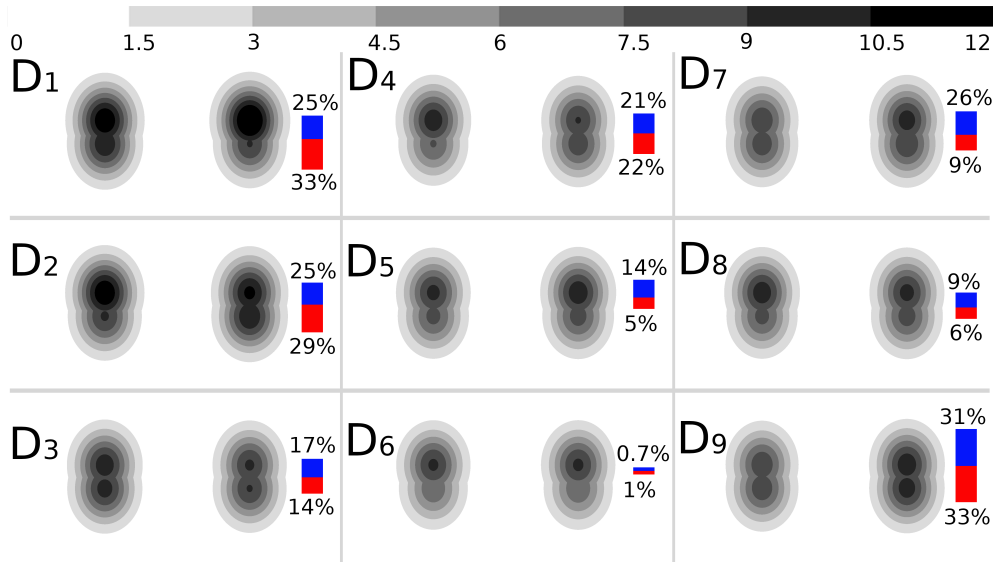 0 1.5 3 4.5 6 7.5 9 10.5 12
D1 25% 33%
D4 21% 22%
D7 26% 9%
D2 25% 29%
D5 14% 5%
D8 9% 6%
D3 17% 14%
D6 0.7% 1%
D9 31% 33%